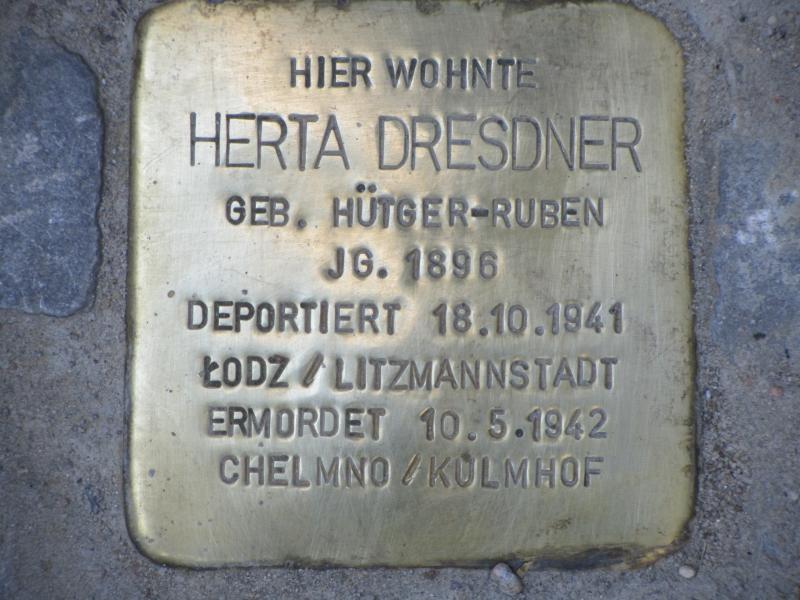 HIER WOHNTE
HERTA DRESDNER
GEB. HÜTGER-RUBEN
JG. 1896
DEPORTIERT 18.10.1941
ŁODZ / LITZMANNSTADT
ERMORDET 10.5.1942
CHELMNO / KULMHOF